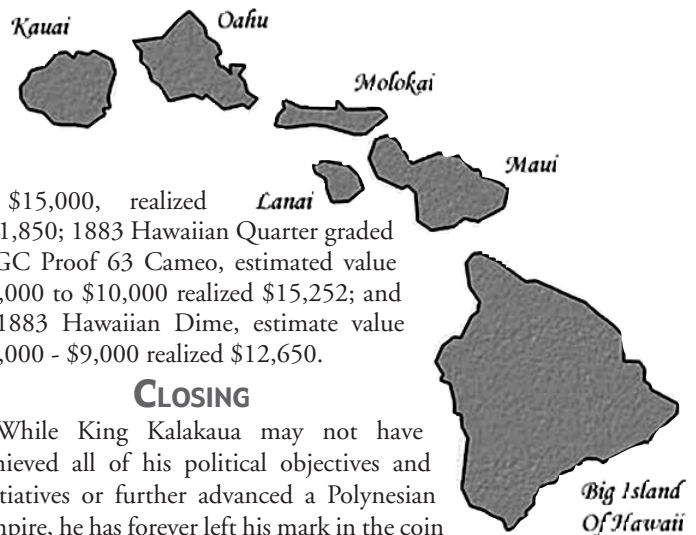 Kauai
Oahu
Molokai
Maui
Lanai
$15,000, realized
1,850; 1883 Hawaiian Quarter graded
GC Proof 63 Cameo, estimated value
,000 to $10,000 realized $15,252; and
1883 Hawaiian Dime, estimate value
,000 - $9,000 realized $12,650.
CLOSING
While King Kalakaua may not have
hieved all of his political objectives and
tiatives or further advanced a Polynesian
mpire, he has forever left his mark in the coin
Big Island
Of Hawaii